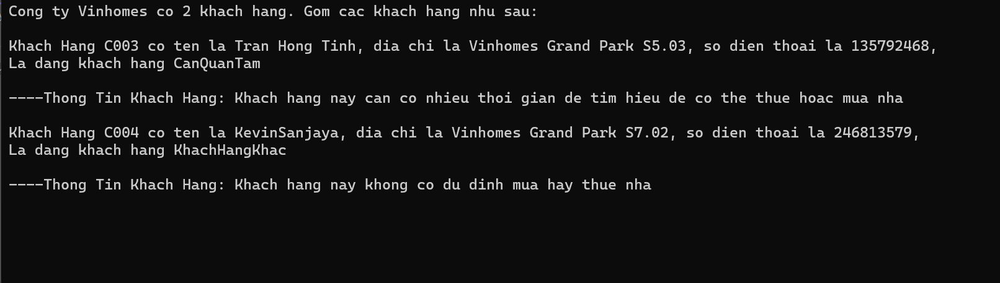 Cong ty Vinhomes co 2 khach hang. Gom cac khach hang nhu sau:
Khach Hang C003 co ten la Tran Hong Tinh, dia chi la Vinhomes Grand Park S5.03, so dien thoai la 135792468,
La dang khach hang CanQuanTam
----Thong Tin Khach Hang: Khach hang nay can co nhieu thoi gian de tim hieu de co the thue hoac mua nha
Khach Hang C004 co ten la KevinSanjaya, dia chi la Vinhomes Grand Park S7.02, so dien thoai la 246813579,
La dang khach hang KhachHangKhac
----Thong Tin Khach Hang: Khach hang nay khong co du dinh mua hay thue nha